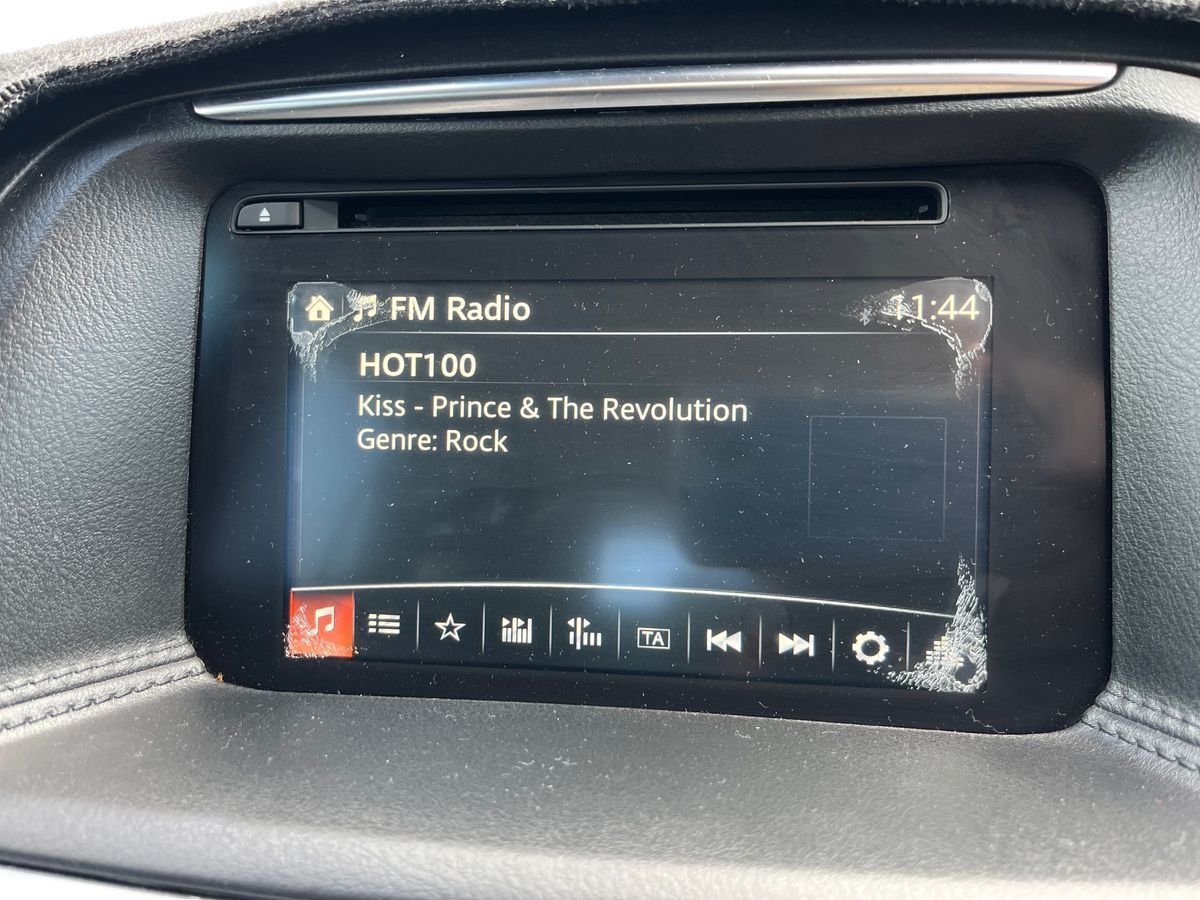 FM Radio 11:44
HOT100
Kiss - Prince & The Revolution
Genre: Rock
TA